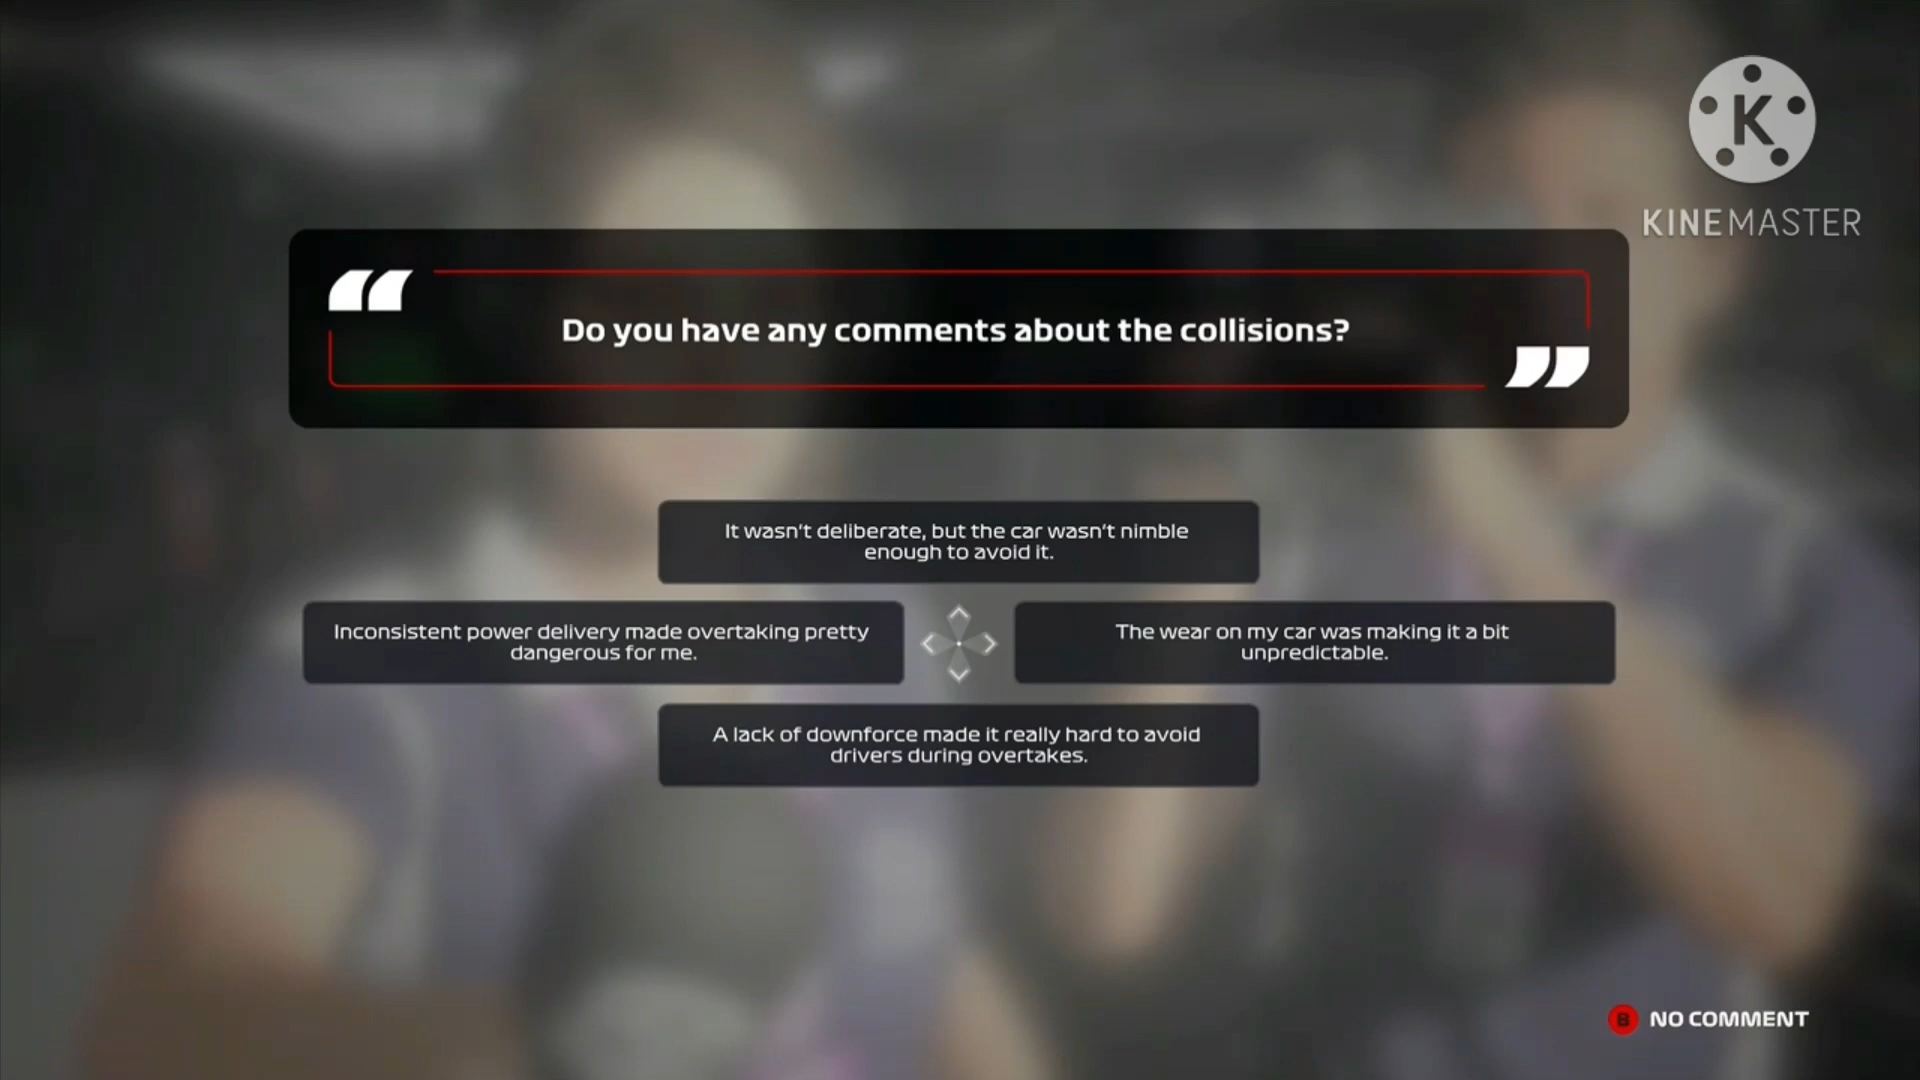 K
KINEMASTER
Do you have any comments about the collisions?
It wasn't deliberate, but the car wasn't nimble
enough to avoid it.
Inconsistent power delivery made overtaking pretty
dangerous for me.
The wear on my car was making it a bit
unpredictable.
A lack of downforce made it really hard to avoid
drivers during overtakes.
B NO COMMENT